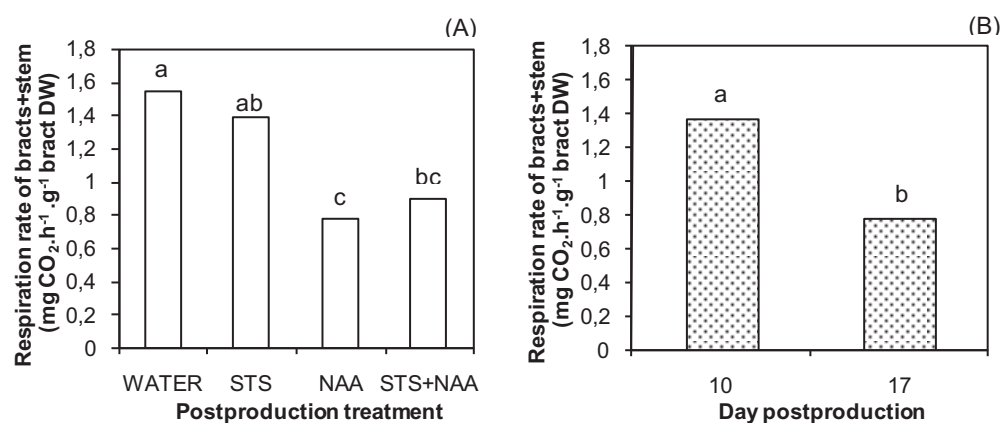 (A)
Respiration rate of bracts+stem
(mg CO₂.h⁻¹.g⁻¹ bract DW)
1,8
1,6
1,4
1,2
1
0,8
0,6
0,4
0,2
0
a
ab
c
bc
WATER STS NAA STS+NAA
Postproduction treatment
(B)
Respiration rate of bracts+stem
(mg CO₂.h⁻¹.g⁻¹ bract DW)
1,8
1,6
1,4
1,2
1
0,8
0,6
0,4
0,2
0
a
b
10 17
Day postproduction